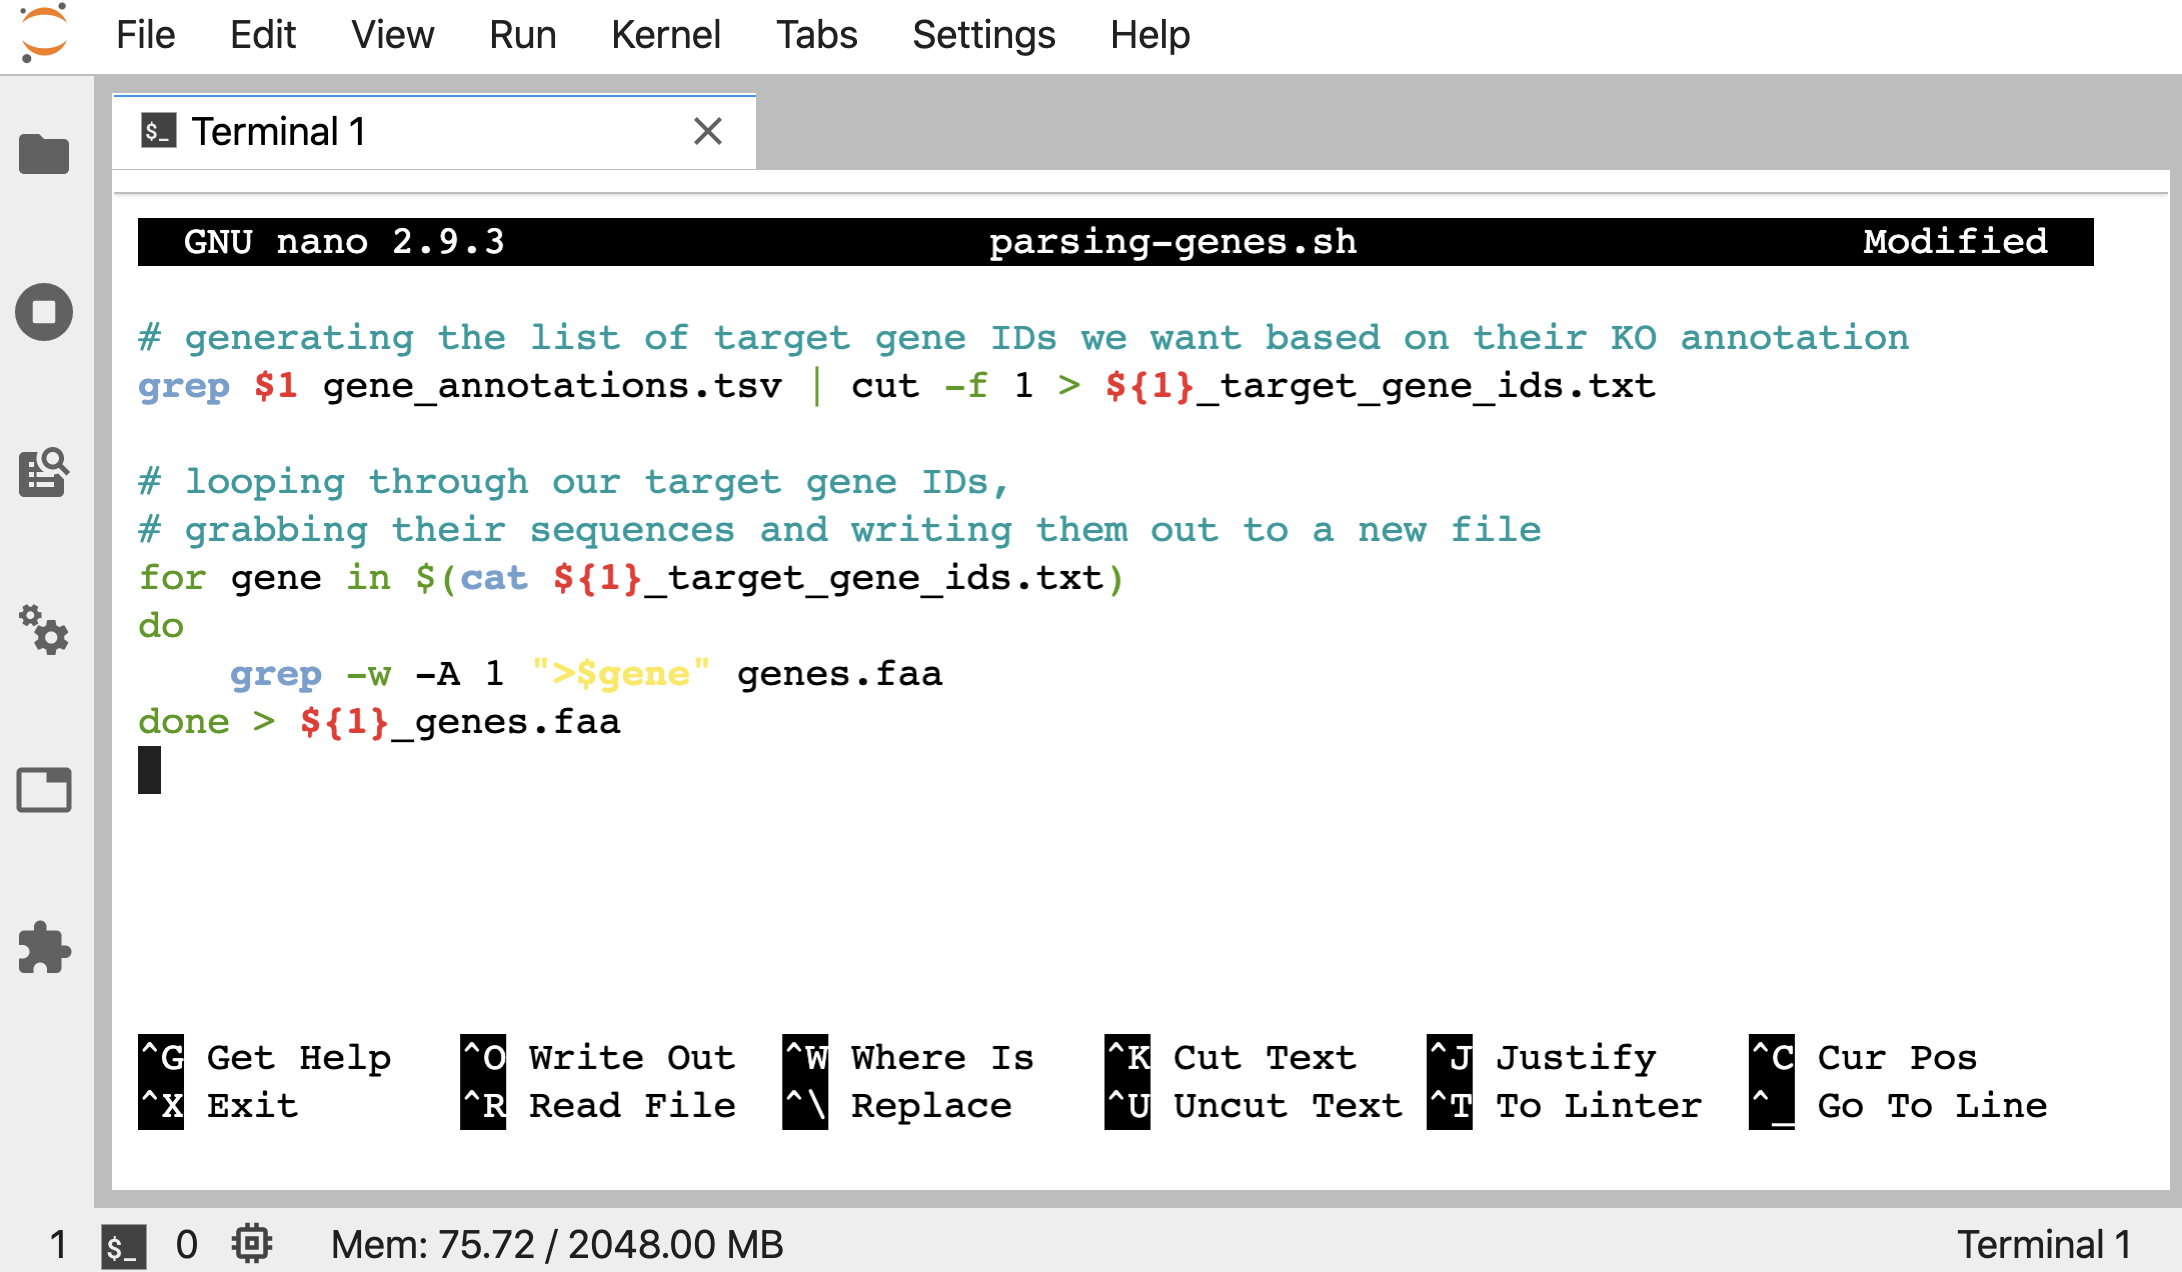 File Edit View Run Kernel Tabs Settings Help
$_ Terminal 1
GNU nano 2.9.3 parsing-genes.sh Modified
# generating the list of target gene IDs we want based on their KO annotation
grep $1 gene_annotations.tsv | cut -f 1 > ${1}_target_gene_ids.txt
# looping through our target gene IDs,
# grabbing their sequences and writing them out to a new file
for gene in $(cat ${1}_target_gene_ids.txt)
do
    grep -w -A 1 ">$gene" genes.faa
done > ${1}_genes.faa
^G Get Help ^O Write Out ^W Where Is ^K Cut Text ^J Justify ^C Cur Pos
^X Exit ^R Read File ^\ Replace ^U Uncut Text ^T To Linter ^_ Go To Line
1 $_ 0 Mem: 75.72 / 2048.00 MB Terminal 1